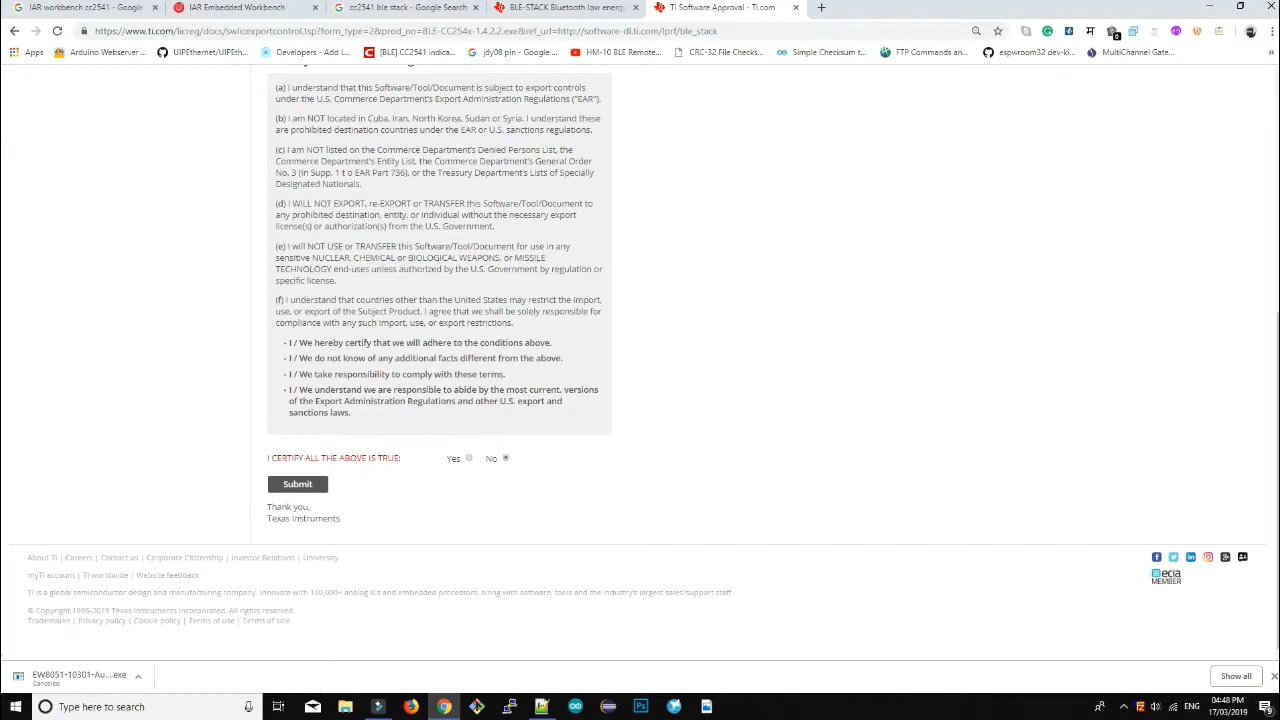 IAR workbench cc2541 - Google
IAR Embedded Workbench
cc2541 ble stack - Google Search
BLE-STACK Bluetooth low energ
TI Software Approval - TI.com
https://www.ti.com/licreg/docs/swlicexportcontrol.tsp?form_type=2&prod_no=BLE-CC254x-1.4.2.2.exe&ref_url=http://software-dl.ti.com/lprf/ble_stack
Apps
Arduino Webserver ...
UIPEthernet/UIPEth...
Developers - Add L...
[BLE] CC2541 indica...
jdy08 pin - Google ...
HM-10 BLE Remote...
CRC-32 File Checks...
Simple Checksum t...
FTP Commands an...
espwroom32 dev-ki...
MultiChannel Gate...
(a) I understand that this Software/Tool/Document is subject to export controls
under the U.S. Commerce Department's Export Administration Regulations ("EAR").
(b) I am NOT located in Cuba, Iran, North Korea, Sudan or Syria. I understand these
are prohibited destination countries under the EAR or U.S. sanctions regulations.
(c) I am NOT listed on the Commerce Department's Denied Persons List, the
Commerce Department's Entity List, the Commerce Department's General Order
No. 3 (in Supp. 1 t o EAR Part 736), or the Treasury Department's Lists of Specially
Designated Nationals.
(d) I WILL NOT EXPORT, re-EXPORT or TRANSFER this Software/Tool/Document to
any prohibited destination, entity, or individual without the necessary export
license(s) or authorization(s) from the U.S. Government.
(e) I will NOT USE or TRANSFER this Software/Tool/Document for use in any
sensitive NUCLEAR, CHEMICAL or BIOLOGICAL WEAPONS, or MISSILE
TECHNOLOGY end-uses unless authorized by the U.S. Government by regulation or
specific license.
(f) I understand that countries other than the United States may restrict the import,
use, or export of the Subject Product. I agree that we shall be solely responsible for
compliance with any such import, use, or export restrictions.
- I / We hereby certify that we will adhere to the conditions above.
- I / We do not know of any additional facts different from the above.
- I / We take responsibility to comply with these terms.
- I / We understand we are responsible to abide by the most current, versions
of the Export Administration Regulations and other U.S. export and
sanctions laws.
I CERTIFY ALL THE ABOVE IS TRUE: Yes No
Submit
Thank you,
Texas Instruments
About TI | Careers | Contact us | Corporate Citizenship | Investor Relations | University
myTI account | TI worldwide | Website feedback
TI is a global semiconductor design and manufacturing company. Innovate with 100,000+ analog ICs and embedded processors, along with software, tools and the industry's largest sales/support staff.
© Copyright 1995-2019 Texas Instruments Incorporated. All rights reserved.
Trademarks | Privacy policy | Cookie policy | Terms of use | Terms of sale
ecia
MEMBER
EW8051-10301-Au....exe
Canceled
Show all
Type here to search
ENG
04:48 PM
17/03/2019